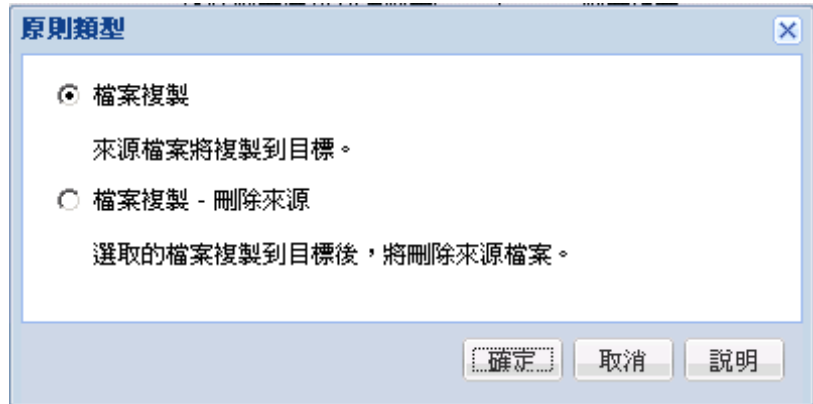 原則類型
檔案複製
來源檔案將複製到目標。
檔案複製 - 刪除來源
選取的檔案複製到目標後，將刪除來源檔案。
確定 取消 說明